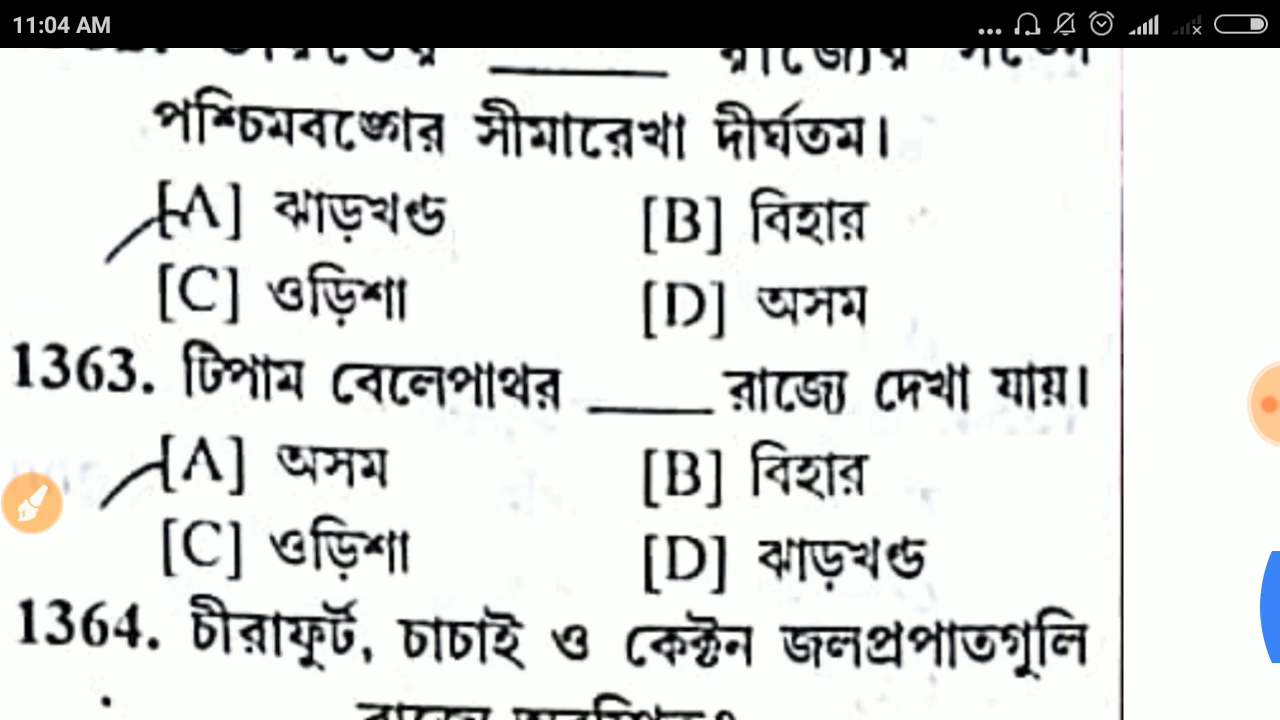 11:04 AM
পশ্চিমবঙ্গের সীমারেখা দীর্ঘতম।
[A] ঝাড়খণ্ড [B] বিহার
[C] ওড়িশা [D] অসম
1363. টিপাম বেলেপাথর _____ রাজ্যে দেখা যায়।
[A] অসম [B] বিহার
[C] ওড়িশা [D] ঝাড়খণ্ড
1364. চীরাফুর্ট, চাচাই ও কেক্টন জলপ্রপাতগুলি